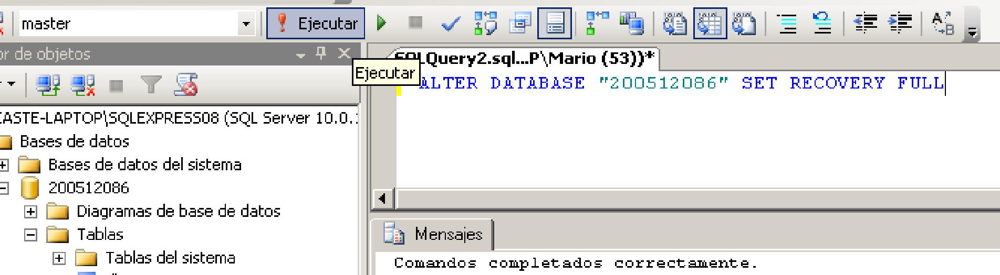 master
Ejecutar
de objetos
Ejecutar
SQLQuery2.sql...P\Mario (53))*
ALTER DATABASE "200512086" SET RECOVERY FULL
CASTE-LAPTOP\SQLEXPRESS08 (SQL Server 10.0.
Bases de datos
Bases de datos del sistema
200512086
Diagramas de base de datos
Tablas
Tablas del sistema
Mensajes
Comandos completados correctamente.